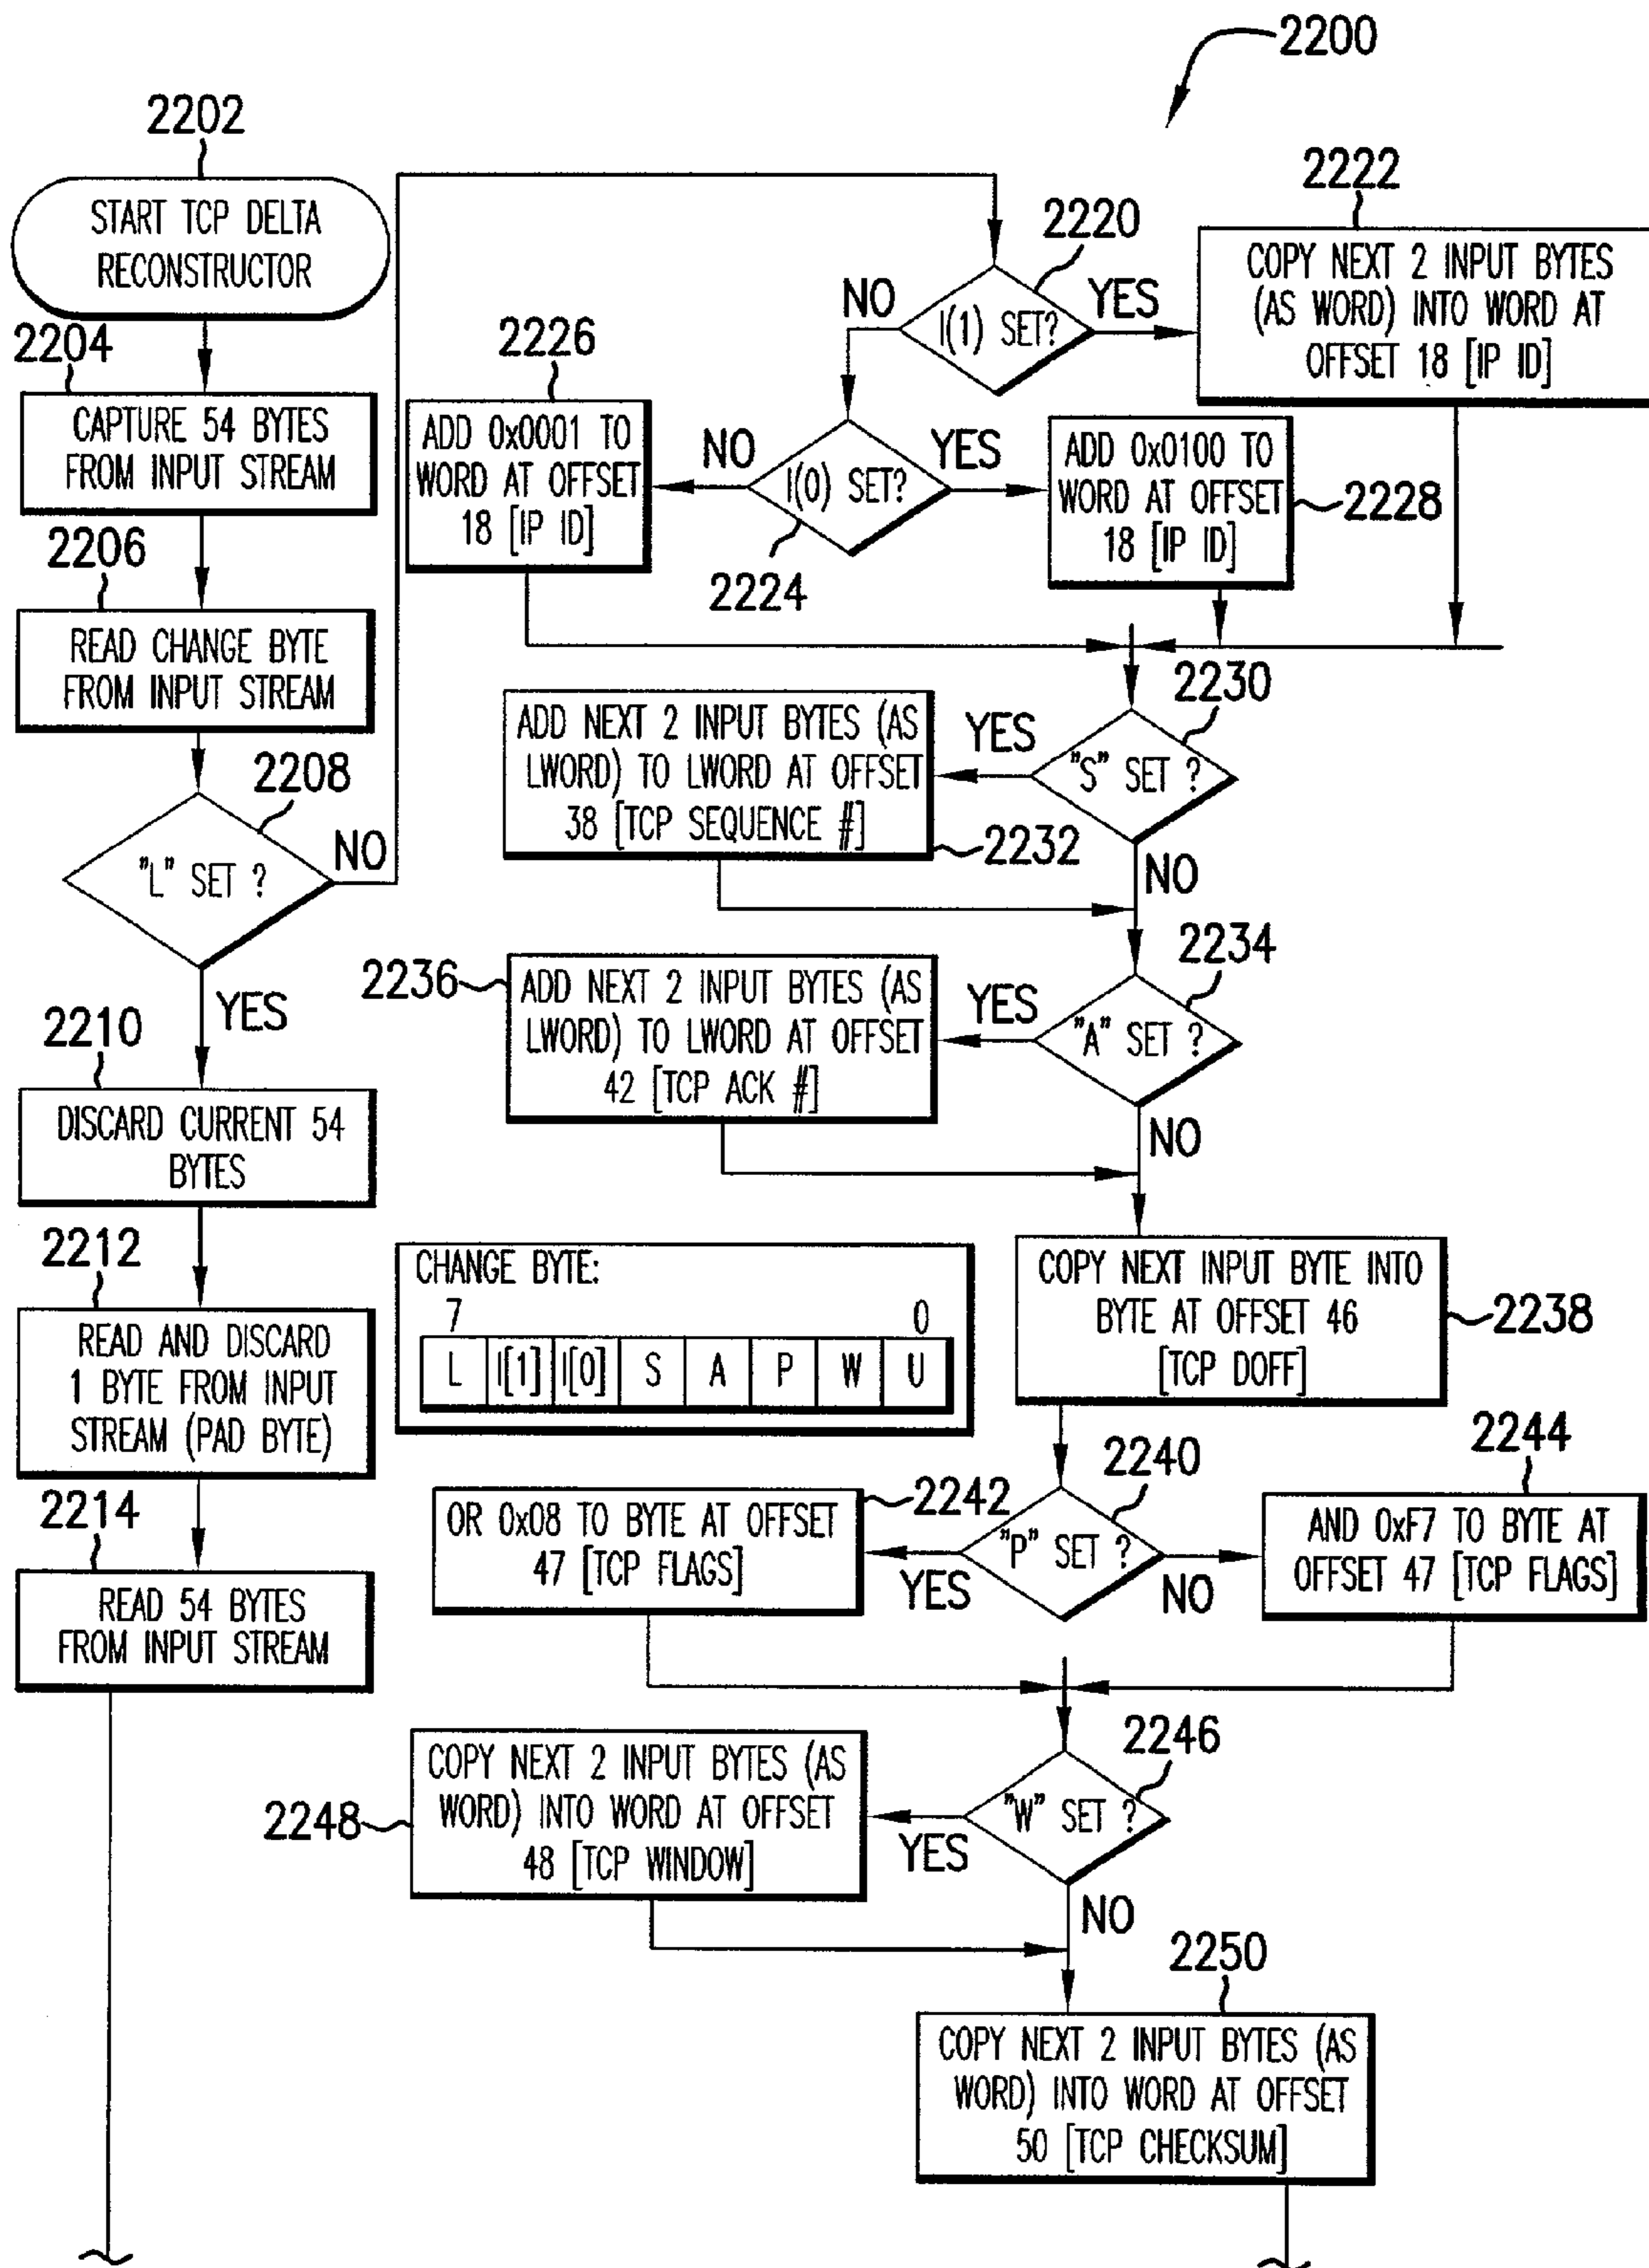 2200
2202
START TCP DELTA
RECONSTRUCTOR
2204
CAPTURE 54 BYTES
FROM INPUT STREAM
2206
READ CHANGE BYTE
FROM INPUT STREAM
2208
"L" SET ?
NO
YES
2210
DISCARD CURRENT 54
BYTES
2212
READ AND DISCARD
1 BYTE FROM INPUT
STREAM (PAD BYTE)
2214
READ 54 BYTES
FROM INPUT STREAM
2220
I(1) SET?
NO
YES
2222
COPY NEXT 2 INPUT BYTES
(AS WORD) INTO WORD AT
OFFSET 18 [IP ID]
2224
I(0) SET?
NO
YES
2226
ADD 0x0001 TO
WORD AT OFFSET
18 [IP ID]
2228
ADD 0x0100 TO
WORD AT OFFSET
18 [IP ID]
2230
"S" SET ?
YES
NO
2232
ADD NEXT 2 INPUT BYTES (AS
LWORD) TO LWORD AT OFFSET
38 [TCP SEQUENCE #]
2234
"A" SET ?
YES
NO
2236
ADD NEXT 2 INPUT BYTES (AS
LWORD) TO LWORD AT OFFSET
42 [TCP ACK #]
2238
COPY NEXT INPUT BYTE INTO
BYTE AT OFFSET 46
[TCP DOFF]
CHANGE BYTE:
7 0
L I[1] I[0] S A P W U
2240
"P" SET ?
YES
NO
2242
OR 0x08 TO BYTE AT OFFSET
47 [TCP FLAGS]
2244
AND 0xF7 TO BYTE AT
OFFSET 47 [TCP FLAGS]
2246
"W" SET ?
YES
NO
2248
COPY NEXT 2 INPUT BYTES (AS
WORD) INTO WORD AT OFFSET
48 [TCP WINDOW]
2250
COPY NEXT 2 INPUT BYTES (AS
WORD) INTO WORD AT OFFSET
50 [TCP CHECKSUM]